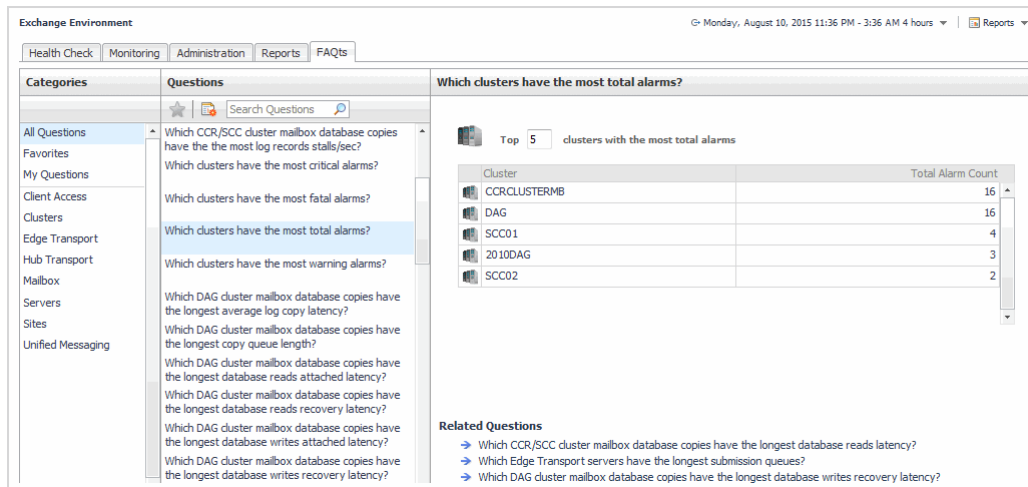 Exchange Environment
Monday, August 10, 2015 11:36 PM - 3:36 AM 4 hours
Reports
Health Check
Monitoring
Administration
Reports
FAQts
Categories
Questions
Which clusters have the most total alarms?
Search Questions
All Questions
Favorites
My Questions
Client Access
Clusters
Edge Transport
Hub Transport
Mailbox
Servers
Sites
Unified Messaging
Which CCR/SCC cluster mailbox database copies
have the the most log records stalls/sec?
Which clusters have the most critical alarms?
Which clusters have the most fatal alarms?
Which clusters have the most total alarms?
Which clusters have the most warning alarms?
Which DAG cluster mailbox database copies have
the longest average log copy latency?
Which DAG cluster mailbox database copies have
the longest copy queue length?
Which DAG cluster mailbox database copies have
the longest database reads attached latency?
Which DAG cluster mailbox database copies have
the longest database reads recovery latency?
Which DAG cluster mailbox database copies have
the longest database writes attached latency?
Which DAG cluster mailbox database copies have
the longest database writes recovery latency?
Top 5 clusters with the most total alarms
Cluster Total Alarm Count
CCRCLUSTERMB 16
DAG 16
SCC01 4
2010DAG 3
SCC02 2
Related Questions
Which CCR/SCC cluster mailbox database copies have the longest database reads latency?
Which Edge Transport servers have the longest submission queues?
Which DAG cluster mailbox database copies have the longest database writes recovery latency?